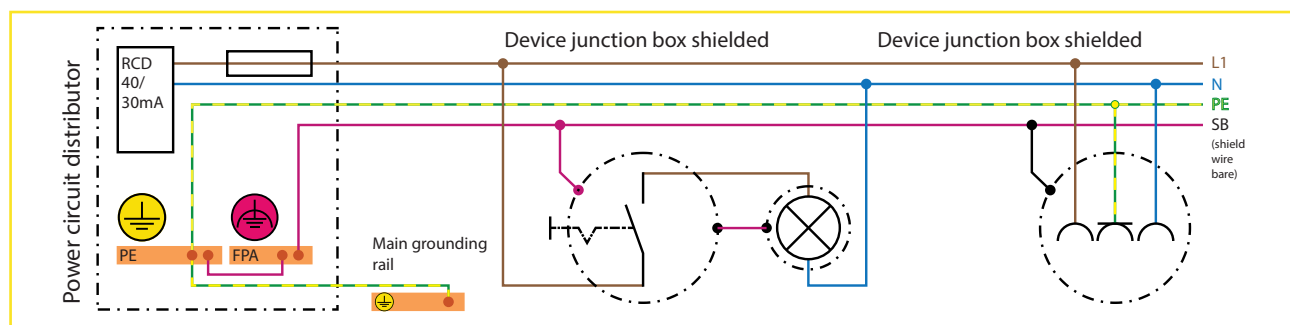 Power circuit distributor
RCD
40/
30mA
PE
FPA
Main grounding
rail
Device junction box shielded
Device junction box shielded
L1
N
PE
SB
(shield
wire
bare)